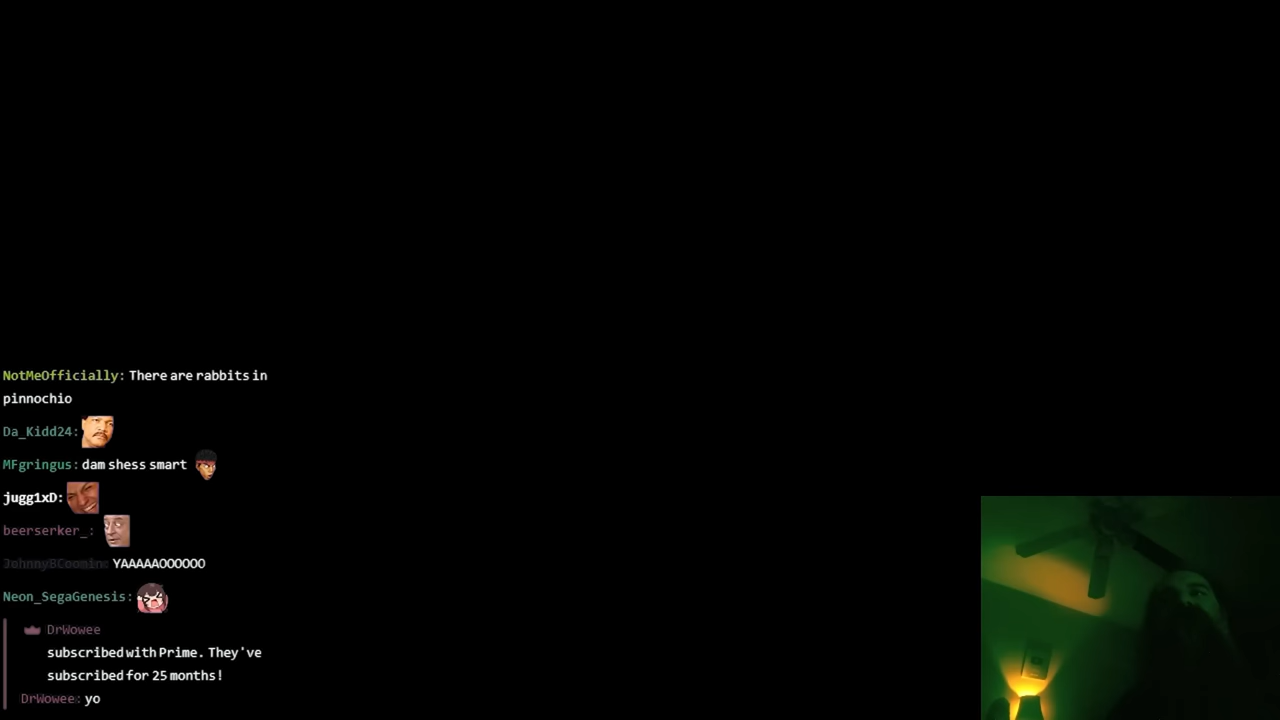 NotMeOfficially: There are rabbits in
pinnochio
Da_Kidd24:
MFgringus: dam shess smart
jugg1xD:
beerserker_:
JohnnyBCoomin: YAAAAAOOOOOO
Neon_SegaGenesis:
DrWowee
subscribed with Prime. They've
subscribed for 25 months!
DrWowee: yo